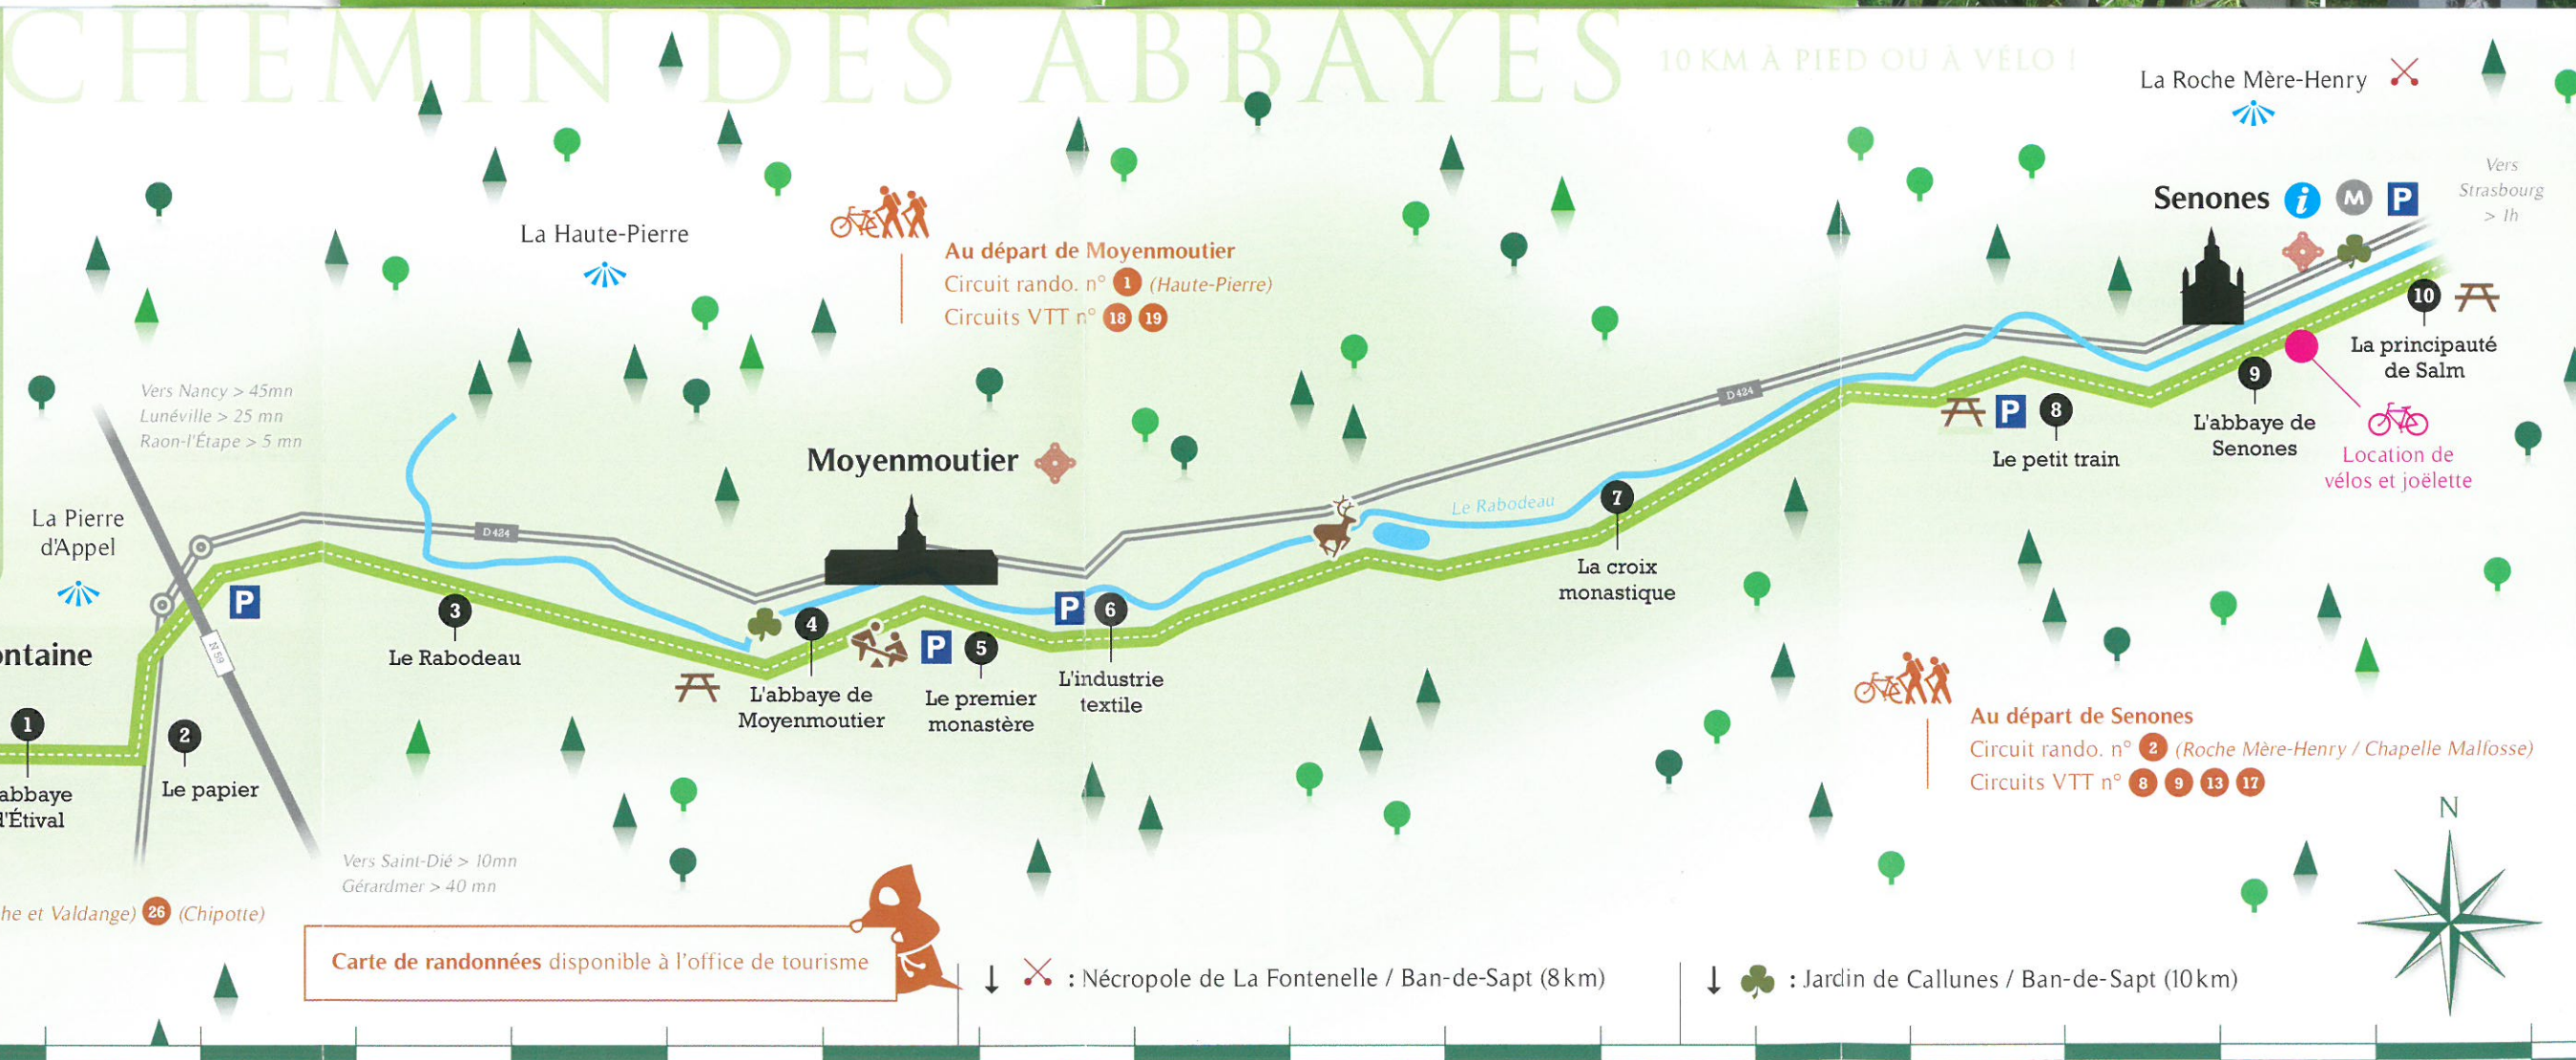 CHEMIN DES ABBAYES
10 KM À PIED OU À VÉLO !
La Roche Mère-Henry
Senones
i
M
P
Vers
Strasbourg
> 1h
La Haute-Pierre
Au départ de Moyenmoutier
Circuit rando. n° 1 (Haute-Pierre)
Circuits VTT n° 18 19
Vers Nancy > 45mn
Lunéville > 25 mn
Raon-l'Étape > 5 mn
La Pierre
d'Appel
D 424
N 59
P
Moyenmoutier
D 424
Le Rabodeau
ontaine
1
abbaye
d'Étival
2
Le papier
3
Le Rabodeau
4
L'abbaye de
Moyenmoutier
P
5
Le premier
monastère
P
6
L'industrie
textile
7
La croix
monastique
P
8
Le petit train
9
L'abbaye de
Senones
10
La principauté
de Salm
Location de
vélos et joëlette
Au départ de Senones
Circuit rando. n° 2 (Roche Mère-Henry / Chapelle Malfosse)
Circuits VTT n° 8 9 13 17
Vers Saint-Dié > 10mn
Gérardmer > 40 mn
he et Valdange) 26 (Chipotte)
Carte de randonnées disponible à l'office de tourisme
: Nécropole de La Fontenelle / Ban-de-Sapt (8 km)
: Jardin de Callunes / Ban-de-Sapt (10 km)
N